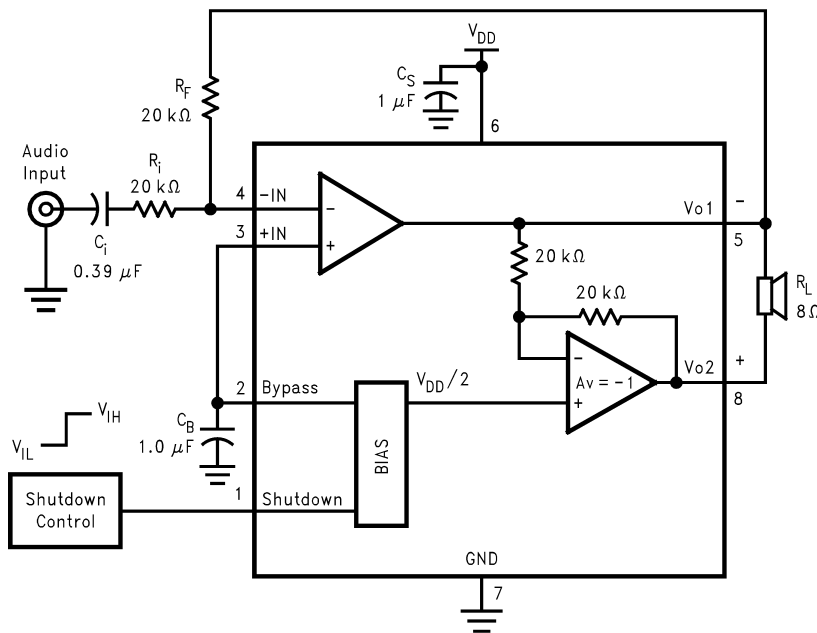 V_DD
C_S
1 μF
6
R_F
20 kΩ
Audio
Input
R_i
20 kΩ
C_i
0.39 μF
4
-IN
3
+IN
-
+
Vo1
-
5
20 kΩ
20 kΩ
R_L
8Ω
-
Av = -1
+
Vo2
+
8
2
Bypass
V_DD/2
C_B
1.0 μF
BIAS
V_IL
V_IH
1
Shutdown
Shutdown
Control
GND
7